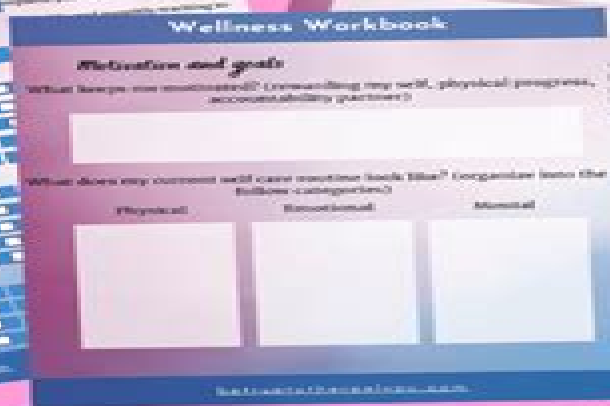 Wellness Workbook
Motivation and goals
What keeps me motivated? (rewarding my self, physical progress,
accountability partner)
What does my current self care routine look like? (organize into the
follow categories)
Physical
Emotional
Mental